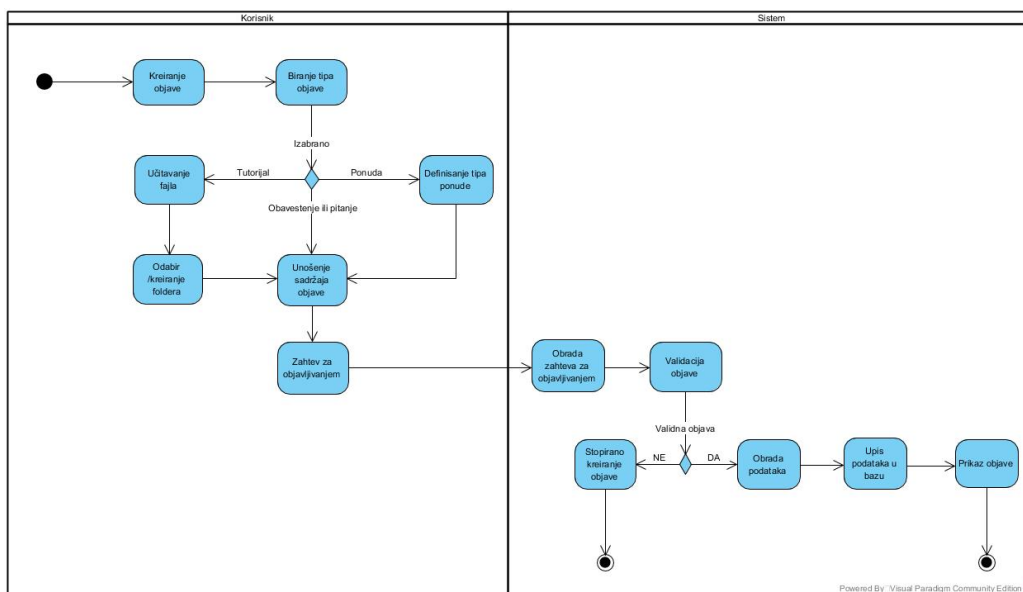 Korisnik
Sistem
Kreiranje
objave
Biranje tipa
objave
Izabrano
Učitavanje
fajla
Tutorijal
Ponuda
Definisanje tipa
ponude
Obavestenje ili pitanje
Odabir
/kreiranje
foldera
Unošenje
sadržaja
objave
Zahtev za
objavljivanjem
Obrada
zahteva za
objavljivanjem
Validacija
objave
Validna objava
Stopirano
kreiranje
objave
NE
DA
Obrada
podataka
Upis
podataka u
bazu
Prikaz objave
Powered By Visual Paradigm Community Edition